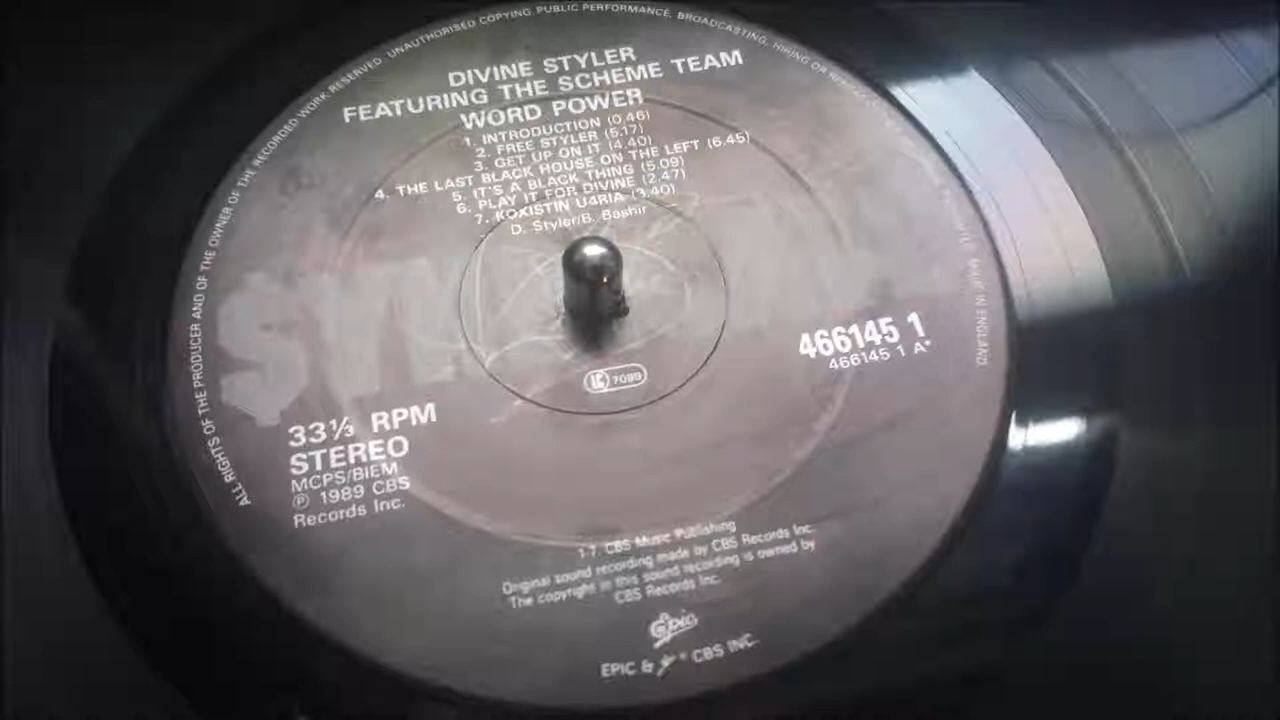 ALL RIGHTS OF THE PRODUCER AND OF THE OWNER OF THE RECORDED WORK RESERVED. UNAUTHORISED COPYING, PUBLIC PERFORMANCE, BROADCASTING, HIRING OR
MADE IN ENGLAND
DIVINE STYLER
FEATURING THE SCHEME TEAM
WORD POWER
1. INTRODUCTION (0.46)
2. FREE STYLER (5.17)
3. GET UP ON IT (4.40)
4. THE LAST BLACK HOUSE ON THE LEFT (6.45)
5. IT'S A BLACK THING (5.09)
6. PLAY IT FOR DIVINE (2.47)
7. KOXISTIN U4RIA (3.40)
D. Styler/B. Bashir
466145 1
466145 1 A*
LC 7099
33⅓ RPM
STEREO
MCPS/BIEM
℗ 1989 CBS
Records Inc.
1-7. CBS Music Publishing
Original sound recording made by CBS Records Inc.
The copyright in this sound recording is owned by
CBS Records Inc.
Epic
EPIC & * CBS INC.